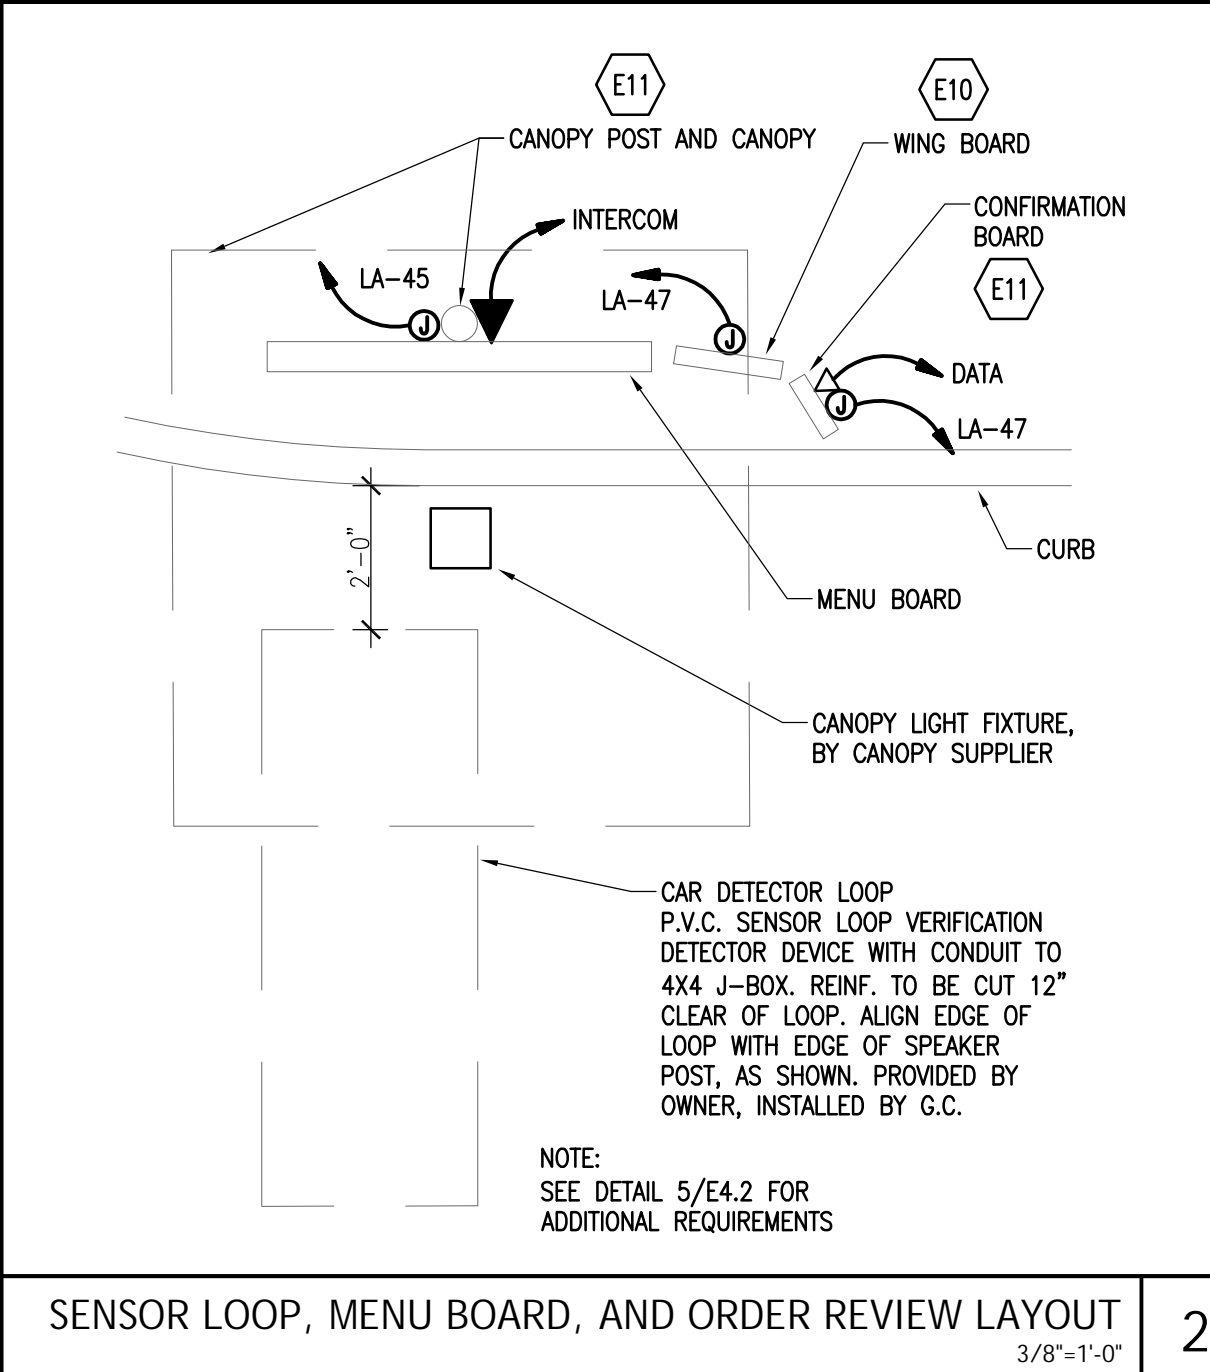 E11
CANOPY POST AND CANOPY
E10
WING BOARD
CONFIRMATION
BOARD
E11
INTERCOM
LA-45
J
LA-47
J
DATA
J
LA-47
CURB
2'-0"
MENU BOARD
CANOPY LIGHT FIXTURE,
BY CANOPY SUPPLIER
CAR DETECTOR LOOP
P.V.C. SENSOR LOOP VERIFICATION
DETECTOR DEVICE WITH CONDUIT TO
4X4 J-BOX. REINF. TO BE CUT 12"
CLEAR OF LOOP. ALIGN EDGE OF
LOOP WITH EDGE OF SPEAKER
POST, AS SHOWN. PROVIDED BY
OWNER, INSTALLED BY G.C.
NOTE:
SEE DETAIL 5/E4.2 FOR
ADDITIONAL REQUIREMENTS
SENSOR LOOP, MENU BOARD, AND ORDER REVIEW LAYOUT
3/8"=1'-0"
2